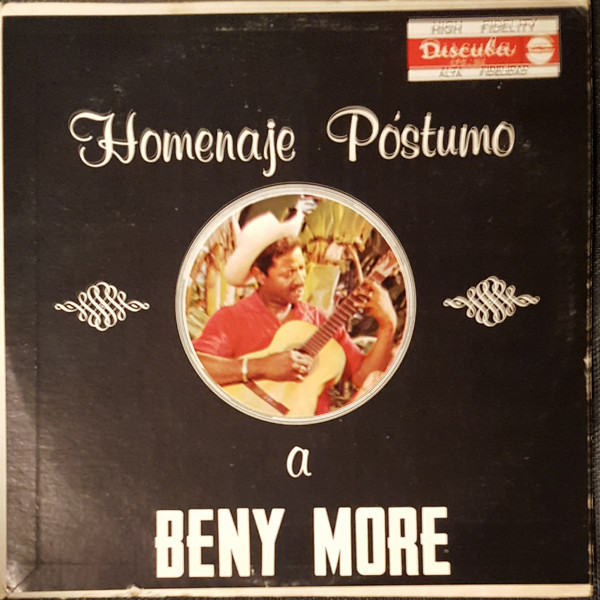 HIGH FIDELITY
Discuba
ALTA FIDELIDAD
Homenaje Póstumo
a
BENY MORE